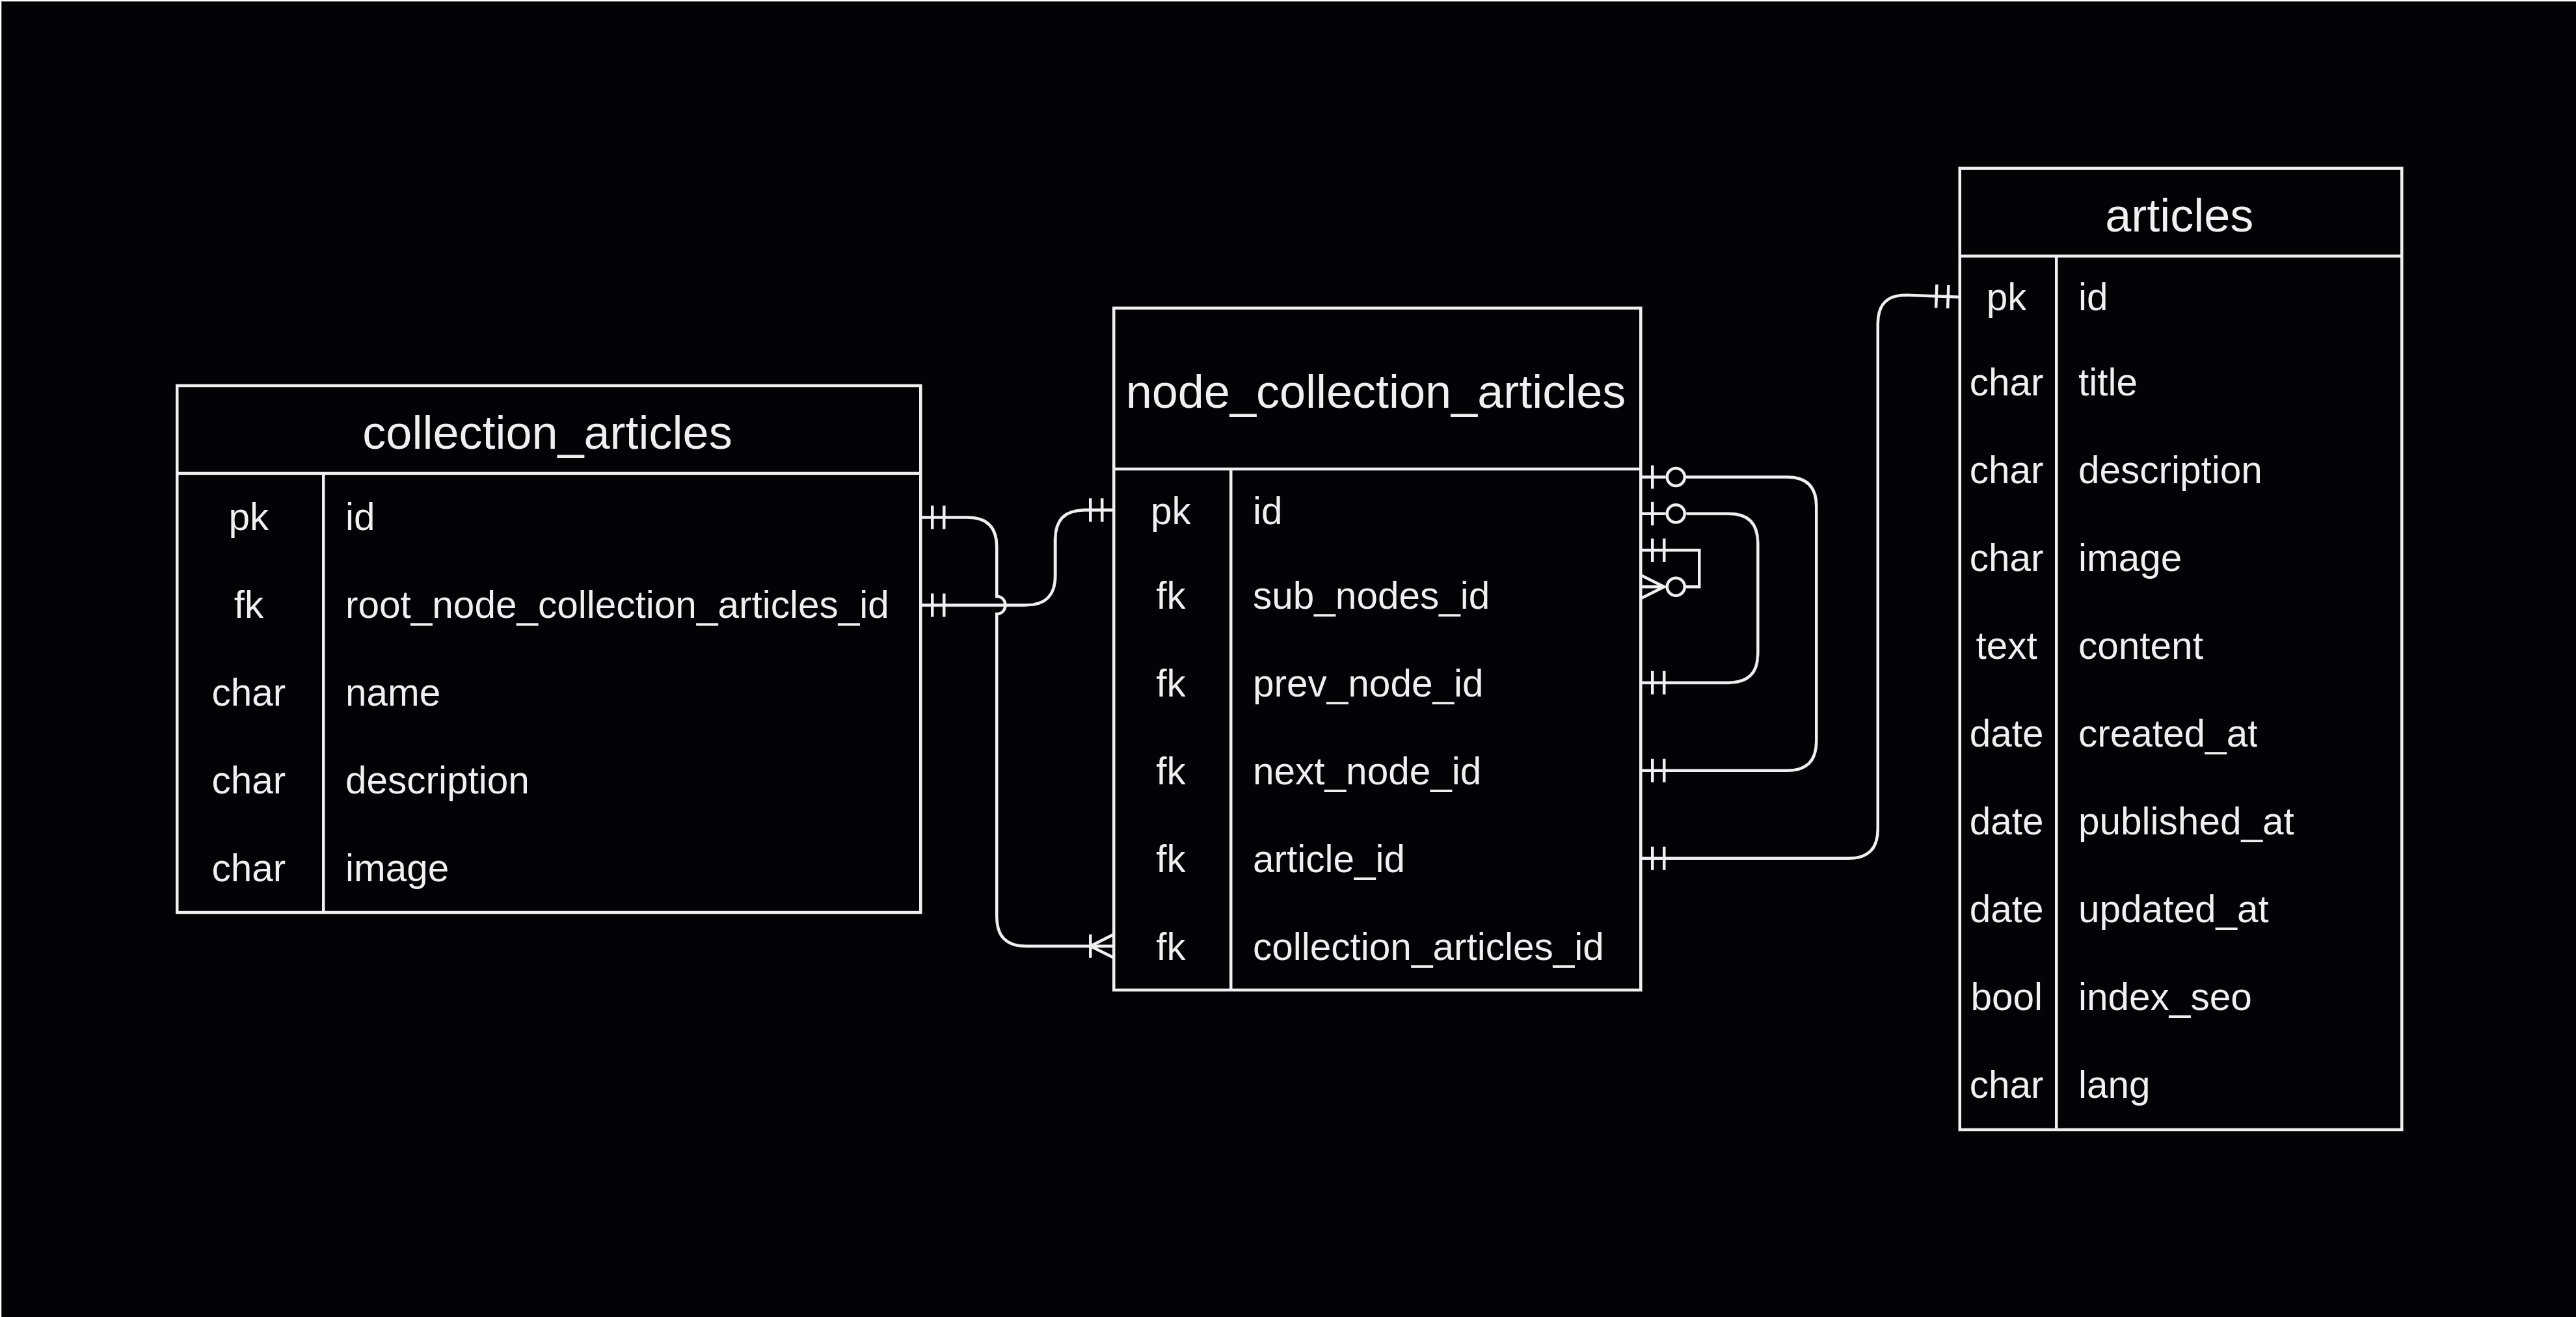 collection_articles
pk id
fk root_node_collection_articles_id
char name
char description
char image
node_collection_articles
pk id
fk sub_nodes_id
fk prev_node_id
fk next_node_id
fk article_id
fk collection_articles_id
articles
pk id
char title
char description
char image
text content
date created_at
date published_at
date updated_at
bool index_seo
char lang